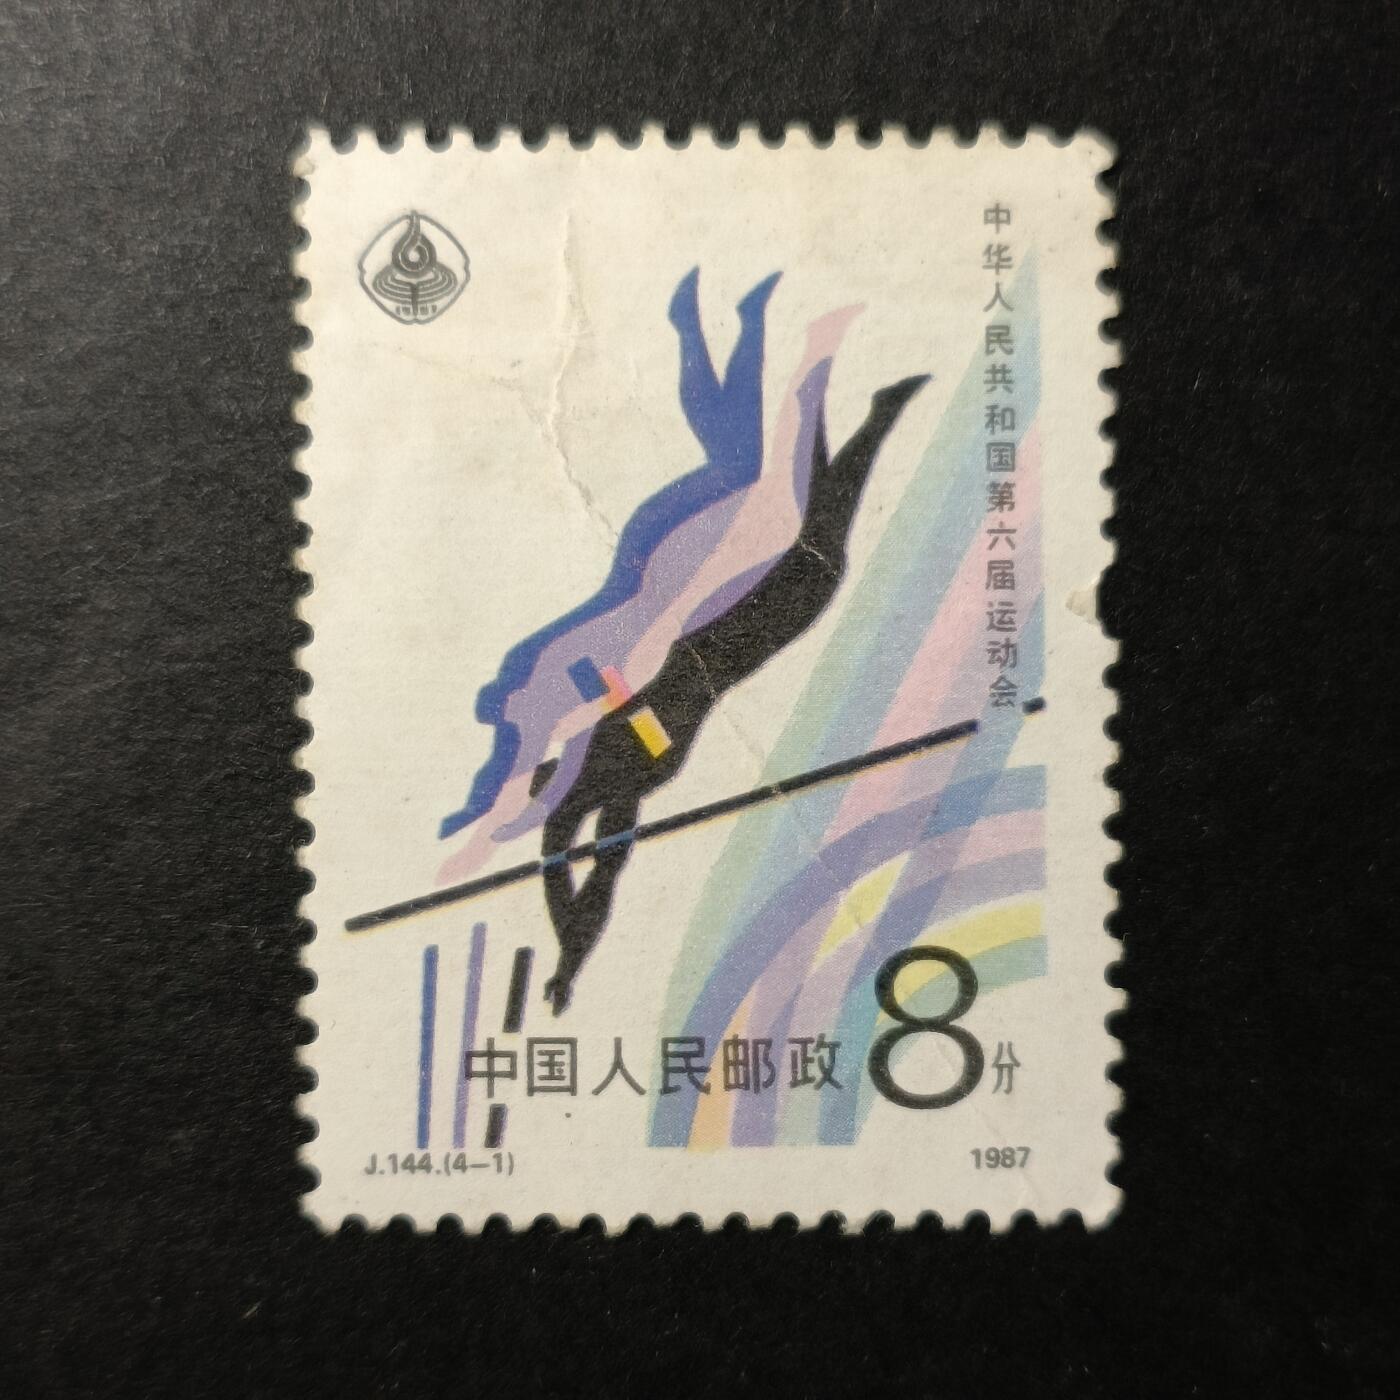 中华人民共和国第六届运动会
中国人民邮政 8分
J.144.(4-1) 1987